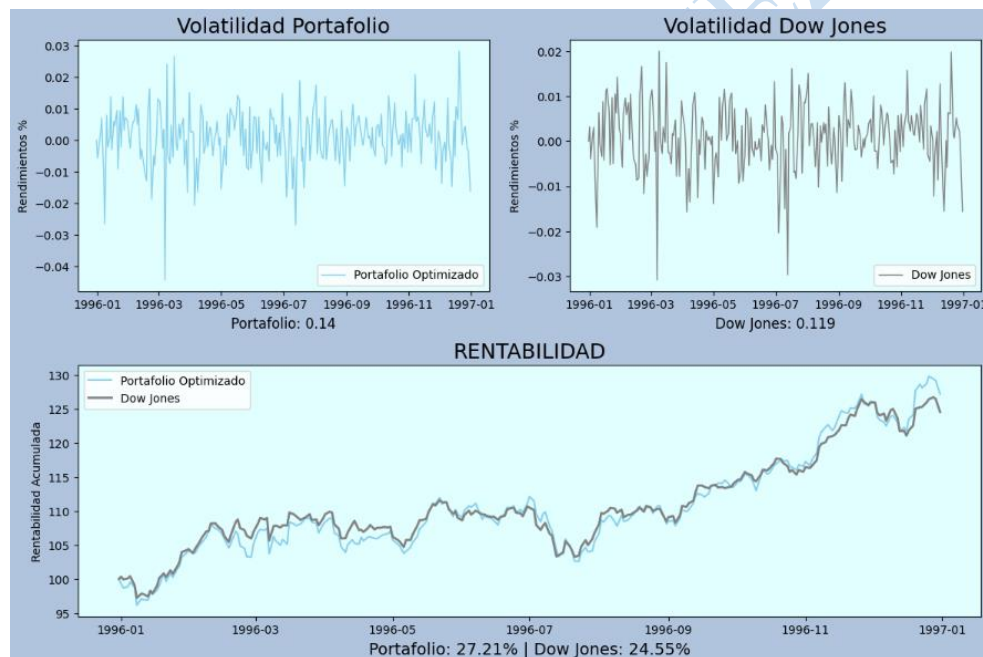 Volatilidad Portafolio
Rendimientos %
0.03
0.02
0.01
0.00
−0.01
−0.02
−0.03
−0.04
Portafolio Optimizado
1996-01 1996-03 1996-05 1996-07 1996-09 1996-11 1997-01
Portafolio: 0.14
Volatilidad Dow Jones
Rendimientos %
0.02
0.01
0.00
−0.01
−0.02
−0.03
Dow Jones
1996-01 1996-03 1996-05 1996-07 1996-09 1996-11 1997-01
Dow Jones: 0.119
RENTABILIDAD
Rentabilidad Acumulada
130
125
120
115
110
105
100
95
Portafolio Optimizado
Dow Jones
1996-01 1996-03 1996-05 1996-07 1996-09 1996-11 1997-01
Portafolio: 27.21% | Dow Jones: 24.55%